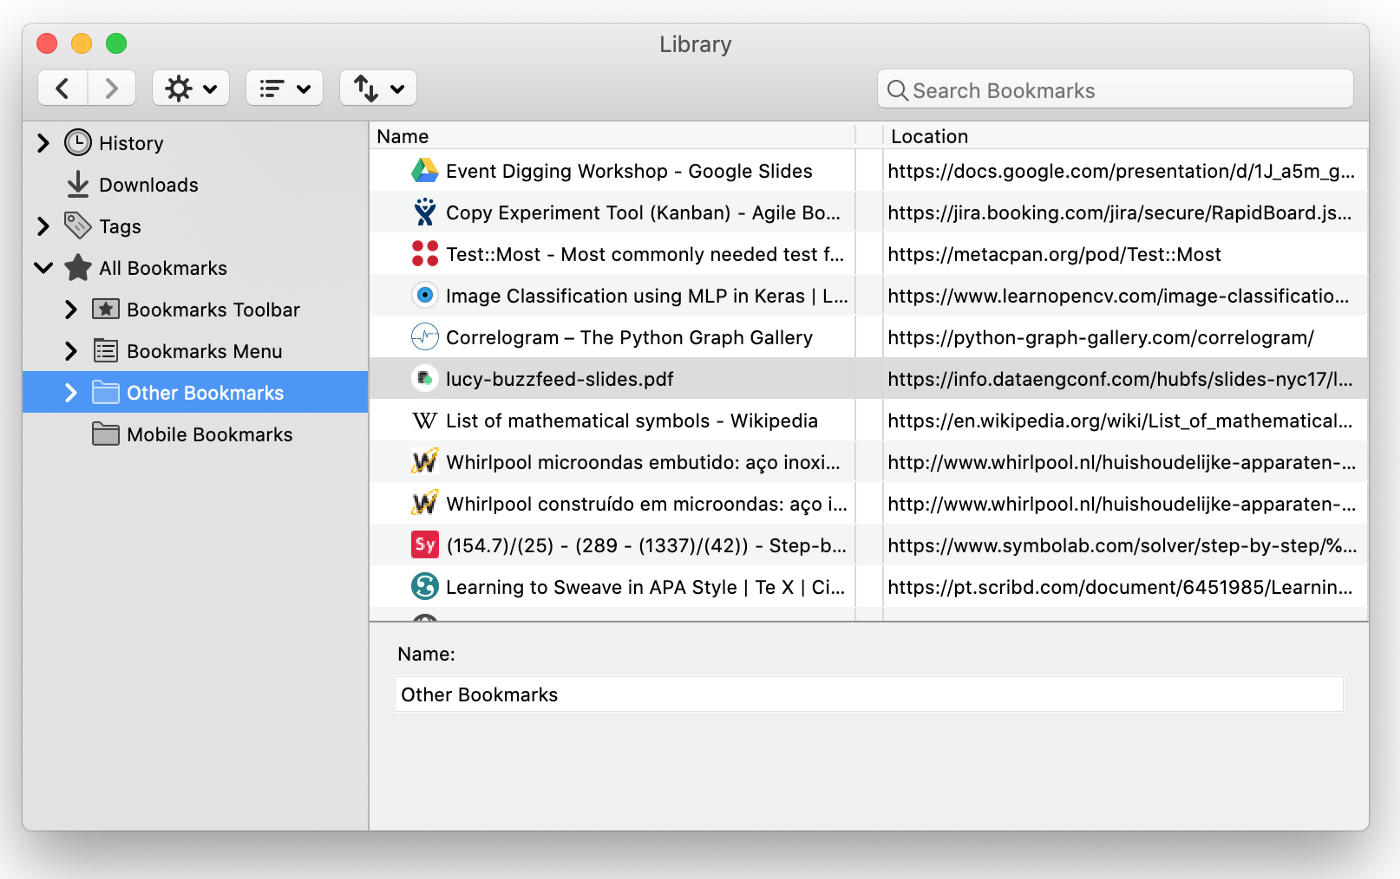 Library
Search Bookmarks
History
Downloads
Tags
All Bookmarks
Bookmarks Toolbar
Bookmarks Menu
Other Bookmarks
Mobile Bookmarks
Name Location
Event Digging Workshop - Google Slides https://docs.google.com/presentation/d/1J_a5m_g...
Copy Experiment Tool (Kanban) - Agile Bo... https://jira.booking.com/jira/secure/RapidBoard.js...
Test::Most - Most commonly needed test f... https://metacpan.org/pod/Test::Most
Image Classification using MLP in Keras | L... https://www.learnopencv.com/image-classificatio...
Correlogram – The Python Graph Gallery https://python-graph-gallery.com/correlogram/
lucy-buzzfeed-slides.pdf https://info.dataengconf.com/hubfs/slides-nyc17/l...
W List of mathematical symbols - Wikipedia https://en.wikipedia.org/wiki/List_of_mathematical...
W Whirlpool microondas embutido: aço inoxi... http://www.whirlpool.nl/huishoudelijke-apparaten-...
W Whirlpool construído em microondas: aço i... http://www.whirlpool.nl/huishoudelijke-apparaten-...
Sy (154.7)/(25) - (289 - (1337)/(42)) - Step-b... https://www.symbolab.com/solver/step-by-step/%...
Learning to Sweave in APA Style | Te X | Ci... https://pt.scribd.com/document/6451985/Learnin...
Name:
Other Bookmarks